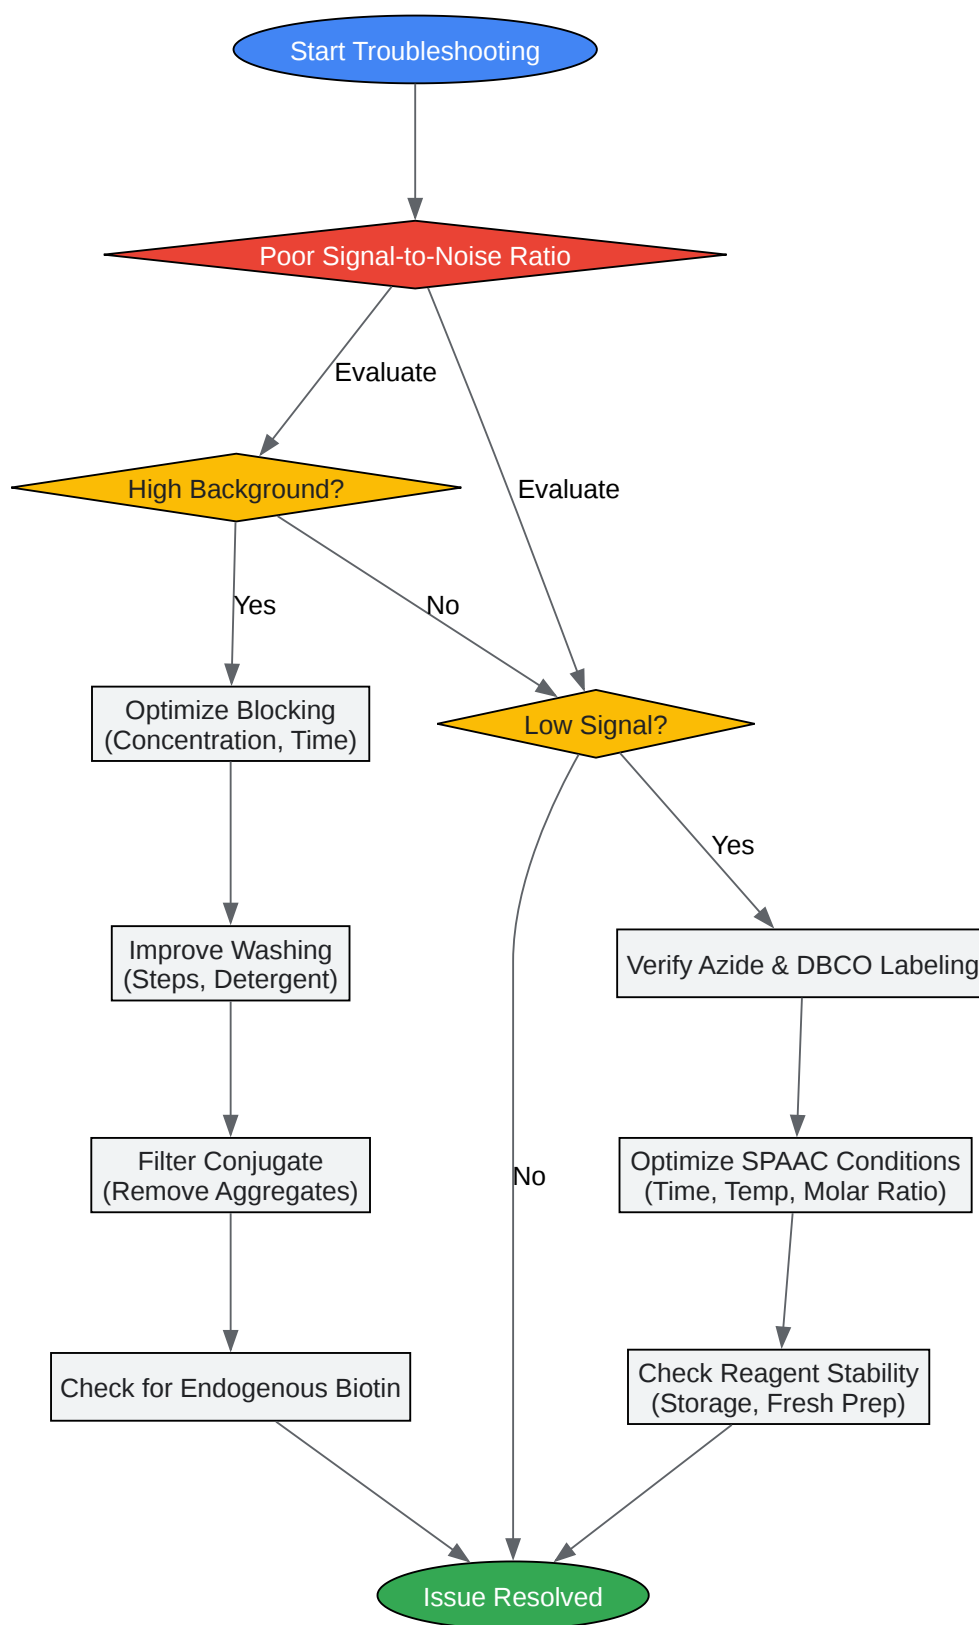 Start Troubleshooting
Poor Signal-to-Noise Ratio
Evaluate
High Background?
Evaluate
Yes
No
Optimize Blocking
(Concentration, Time)
Low Signal?
Yes
Improve Washing
(Steps, Detergent)
Verify Azide & DBCO Labeling
Filter Conjugate
(Remove Aggregates)
No
Optimize SPAAC Conditions
(Time, Temp, Molar Ratio)
Check for Endogenous Biotin
Check Reagent Stability
(Storage, Fresh Prep)
Issue Resolved